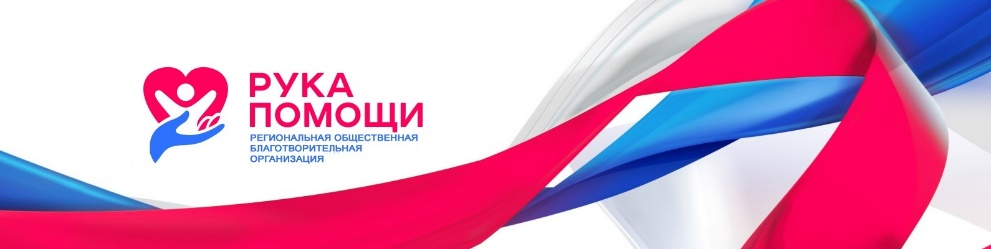 РУКА
ПОМОЩИ
РЕГИОНАЛЬНАЯ ОБЩЕСТВЕННАЯ
БЛАГОТВОРИТЕЛЬНАЯ
ОРГАНИЗАЦИЯ